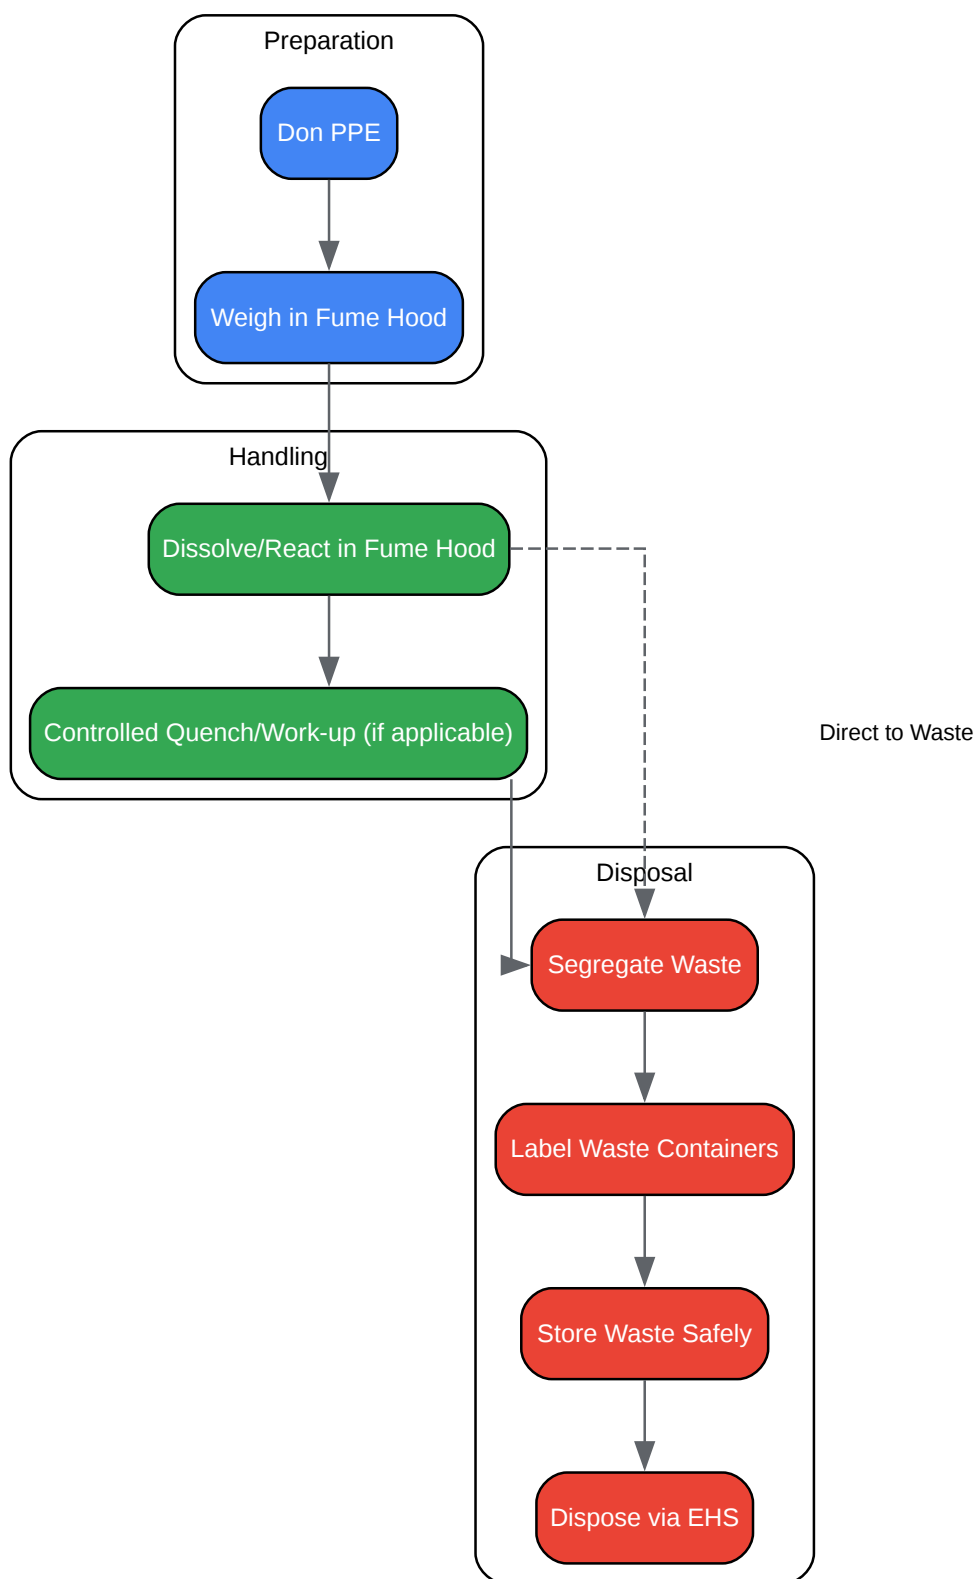 Preparation
Don PPE
Weigh in Fume Hood
Handling
Dissolve/React in Fume Hood
Controlled Quench/Work-up (if applicable)
Direct to Waste
Disposal
Segregate Waste
Label Waste Containers
Store Waste Safely
Dispose via EHS